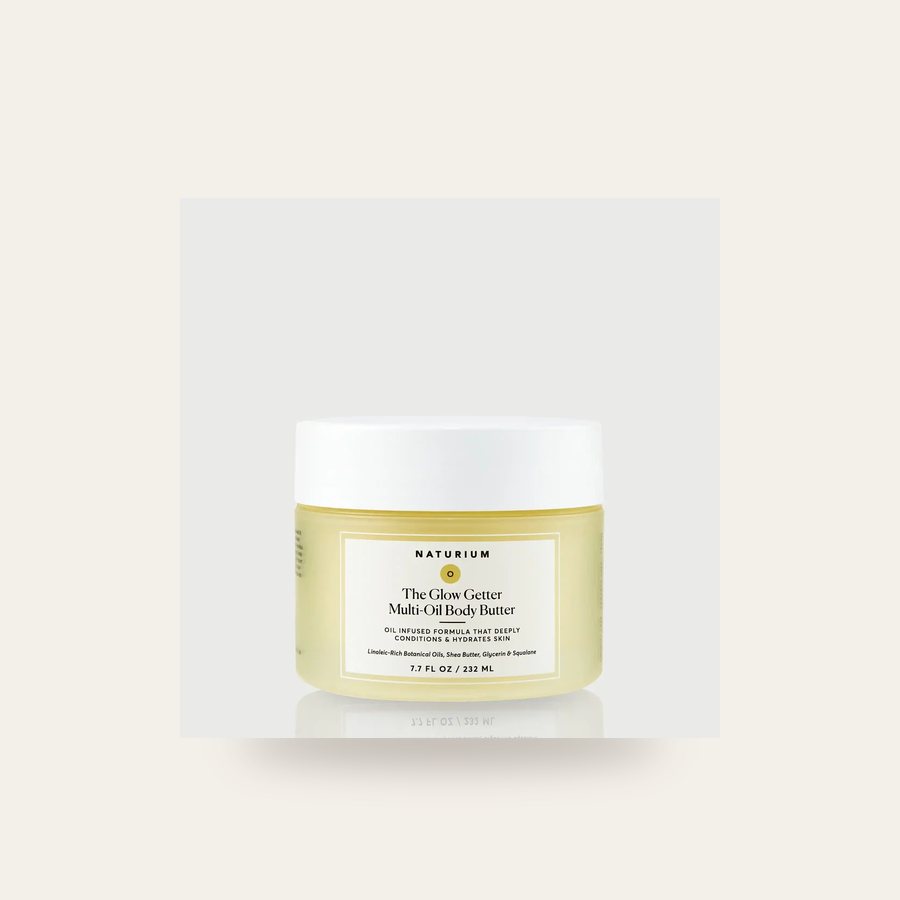 NATURIUM
O
The Glow Getter
Multi-Oil Body Butter
OIL INFUSED FORMULA THAT DEEPLY
CONDITIONS & HYDRATES SKIN
Linoleic-Rich Botanical Oils, Shea Butter, Glycerin & Squalane
7.7 FL OZ / 232 ML